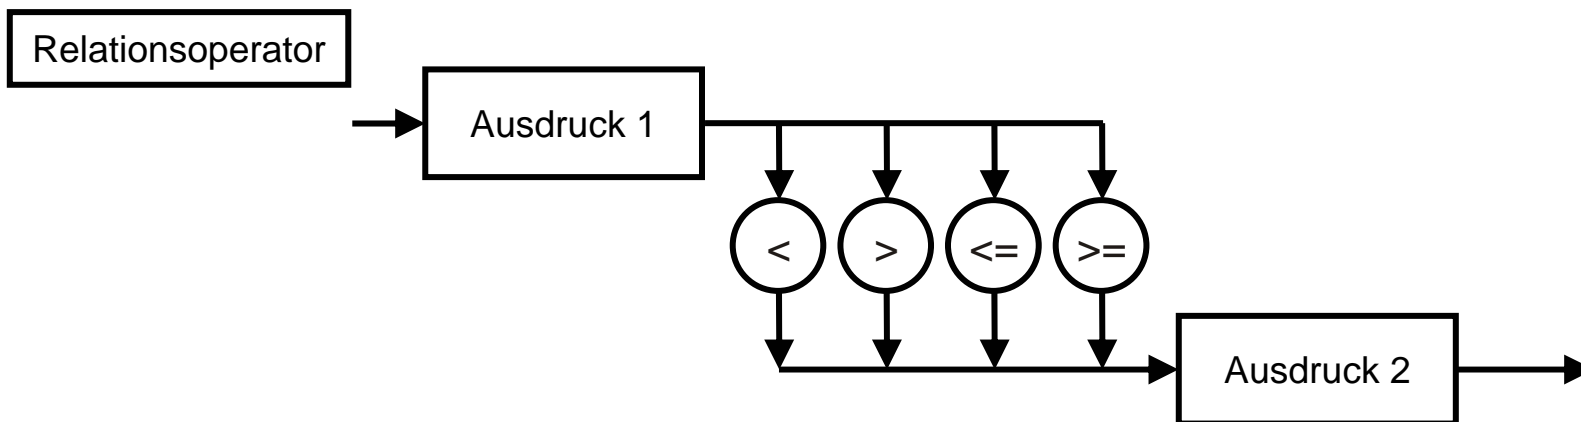 Relationsoperator
Ausdruck 1
< > <= >=
Ausdruck 2